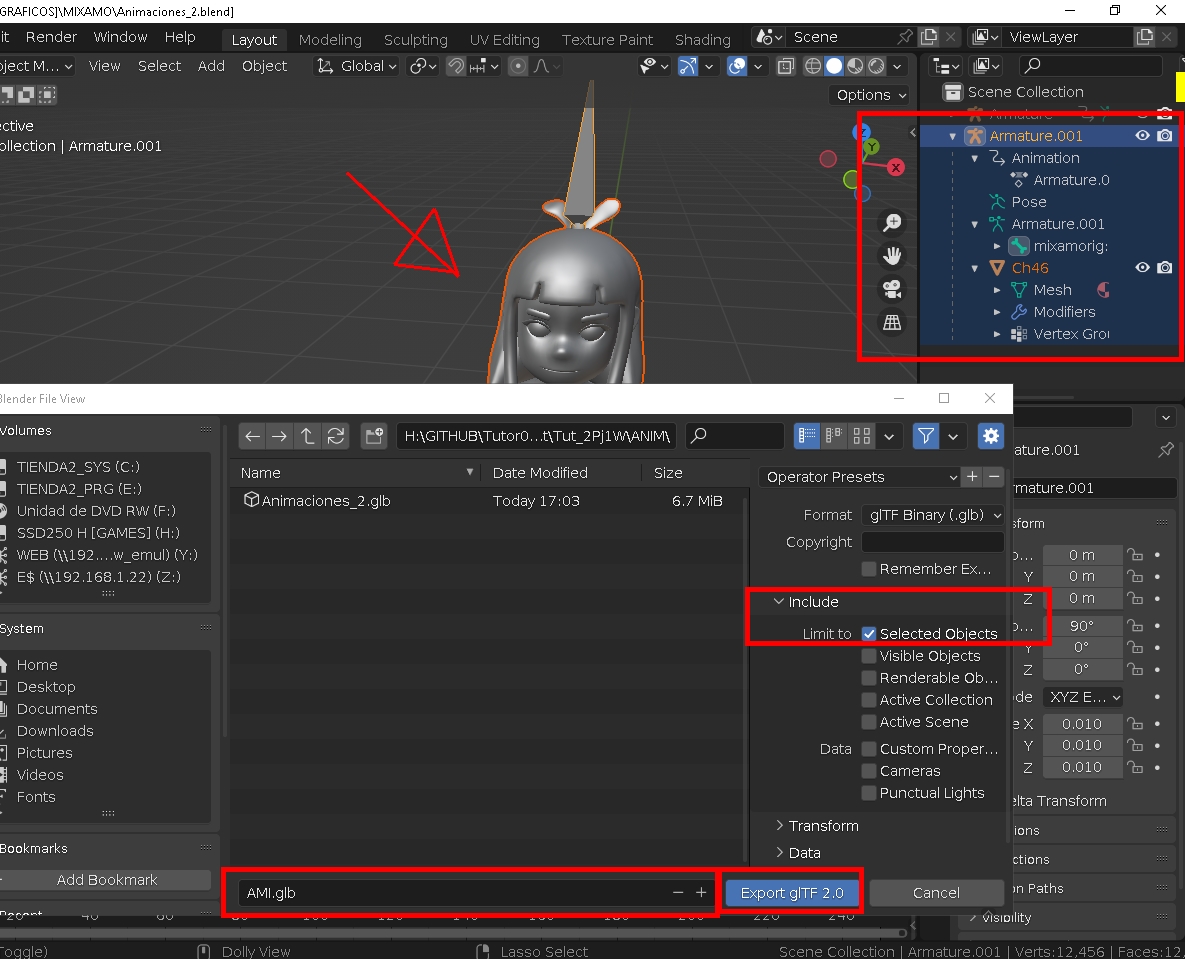 GRAFICOS]\MIXAMO\Animaciones_2.blend]
it Render Window Help Layout Modeling Sculpting UV Editing Texture Paint Shading Scene ViewLayer
oject M... View Select Add Object Global
Options
Scene Collection
ective
ollection | Armature.001
Armature
Armature.001
Animation
Armature.0
Pose
Armature.001
mixamorig:
Ch46
Mesh
Modifiers
Vertex Gro
Z
Y
X
Blender File View
Volumes
TIENDA2_SYS (C:)
TIENDA2_PRG (E:)
Unidad de DVD RW (F:)
SSD250 H [GAMES] (H:)
WEB (\\192....w_emul) (Y:)
E$ (\\192.168.1.22) (Z:)
System
Home
Desktop
Documents
Downloads
Pictures
Videos
Fonts
Bookmarks
Add Bookmark
Recent
H:\GITHUB\Tutor0...t\Tut_2Pj1W\ANIM\
Name Date Modified Size
Animaciones_2.glb Today 17:03 6.7 MiB
Operator Presets
Format glTF Binary (.glb)
Copyright
Remember Ex...
Include
Limit to Selected Objects
Visible Objects
Renderable Ob...
Active Collection
Active Scene
Data Custom Proper...
Cameras
Punctual Lights
Transform
Data
AMI.glb
Export glTF 2.0 Cancel
ature.001
rmature.001
sform
o... 0 m
Y 0 m
Z 0 m
o... 90°
Y 0°
Z 0°
de XYZ E...
e X 0.010
Y 0.010
Z 0.010
elta Transform
ions
ctions
on Paths
Visibility
40 60 80 220 240
Toggle) Dolly View Lasso Select Scene Collection | Armature.001 | Verts:12,456 | Faces:12,